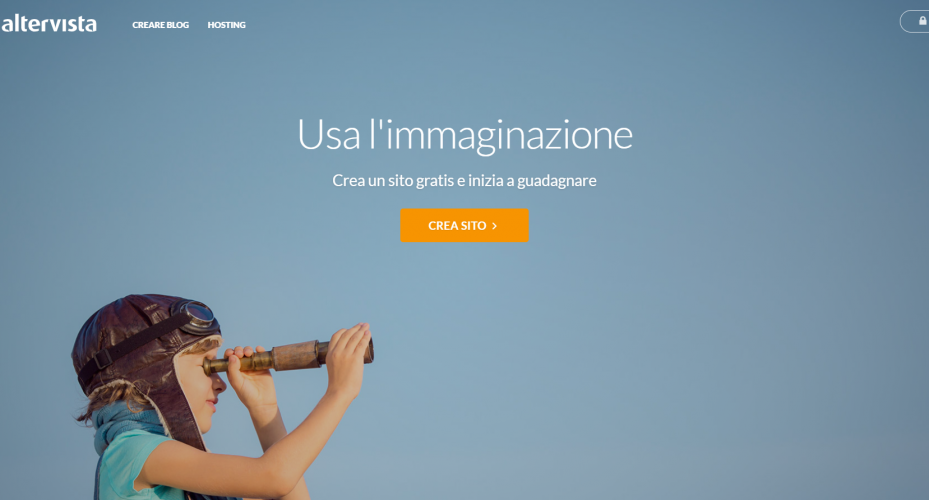 altervista
CREARE BLOG HOSTING
Usa l'immaginazione
Crea un sito gratis e inizia a guadagnare
CREA SITO >